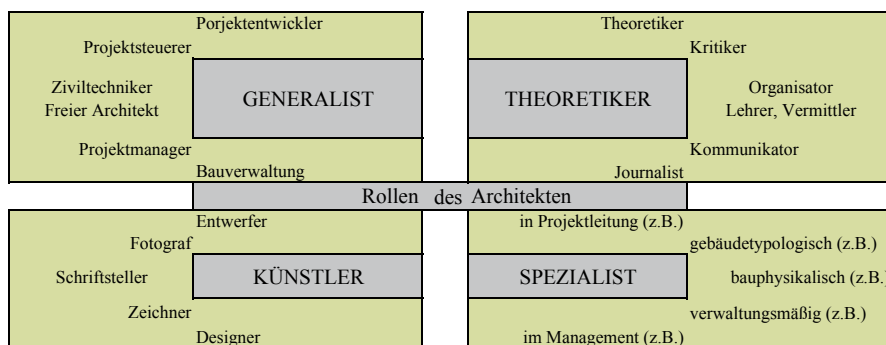 Porjektentwickler
Projektsteuerer
Ziviltechniker
Freier Architekt
GENERALIST
Projektmanager
Bauverwaltung
Theoretiker
Kritiker
THEORETIKER
Organisator
Lehrer, Vermittler
Kommunikator
Journalist
Rollen des Architekten
Entwerfer
Fotograf
Schriftsteller
KÜNSTLER
Zeichner
Designer
in Projektleitung (z.B.)
gebäudetypologisch (z.B.)
SPEZIALIST
bauphysikalisch (z.B.)
verwaltungsmäßig (z.B.)
im Management (z.B.)